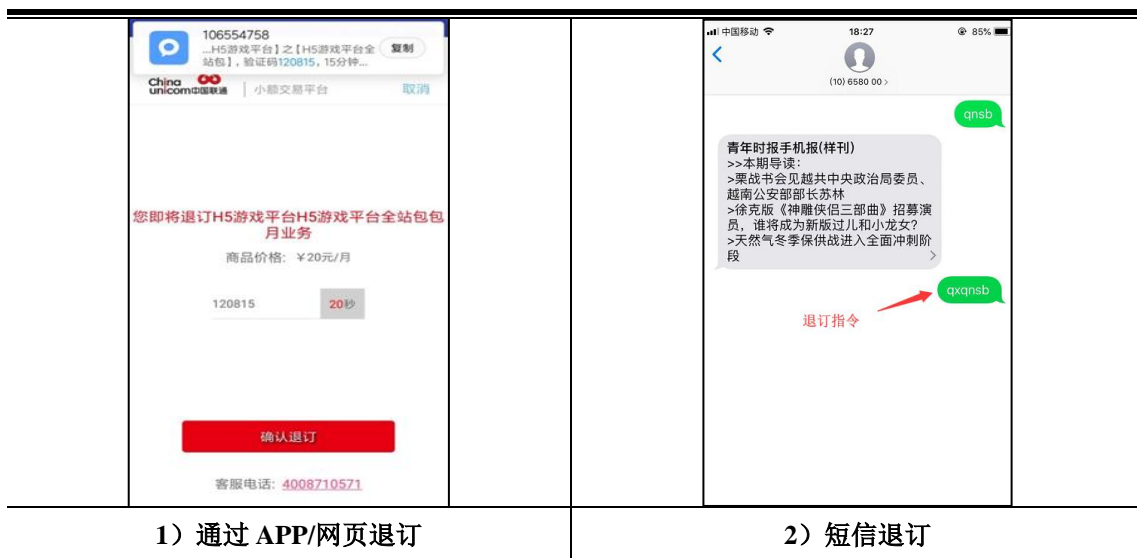 106554758
...H5游戏平台】之【H5游戏平台全
站包】，验证码120815，15分钟...
复制
China
unicom中国联通
小额交易平台
取消
您即将退订H5游戏平台H5游戏平台全站包包
月业务
商品价格：￥20元/月
120815
20秒
确认退订
客服电话：4008710571
1）通过 APP/网页退订
中国移动
18:27
85%
(10) 6580 00 >
qnsb
青年时报手机报(样刊)
>>本期导读：
>栗战书会见越共中央政治局委员、
越南公安部部长苏林
>徐克版《神雕侠侣三部曲》招募演
员，谁将成为新版过儿和小龙女？
>天然气冬季保供战进入全面冲刺阶
段
qxqnsb
退订指令
2）短信退订